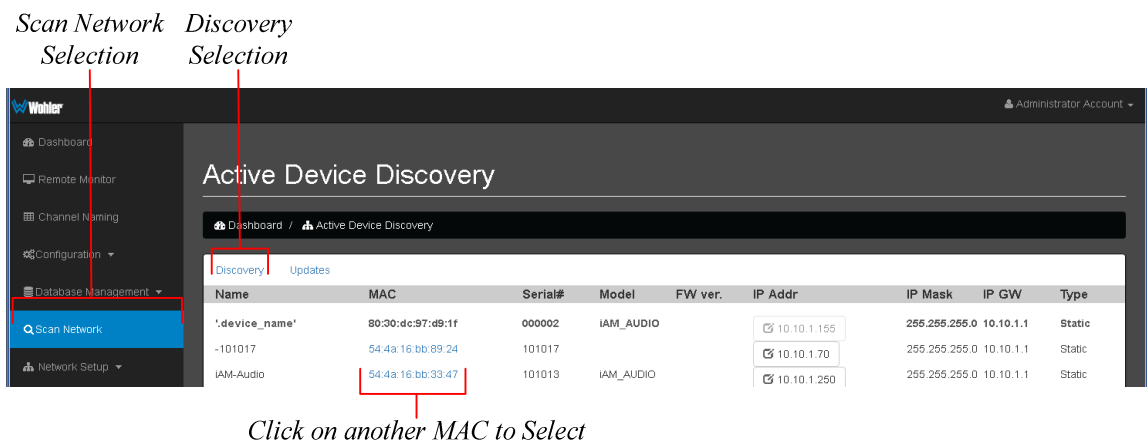 Scan Network Selection
Discovery Selection
Wohler
Administrator Account
Dashboard
Remote Monitor
Channel Naming
Configuration
Database Management
Scan Network
Network Setup
Active Device Discovery
Dashboard / Active Device Discovery
Discovery Updates
Name MAC Serial# Model FW ver. IP Addr IP Mask IP GW Type
'.device_name' 80:30:dc:97:d9:1f 000002 iAM_AUDIO 10.10.1.155 255.255.255.0 10.10.1.1 Static
-101017 54:4a:16:bb:89:24 101017 10.10.1.70 255.255.255.0 10.10.1.1 Static
iAM-Audio 54:4a:16:bb:33:47 101013 iAM_AUDIO 10.10.1.250 255.255.255.0 10.10.1.1 Static
Click on another MAC to Select